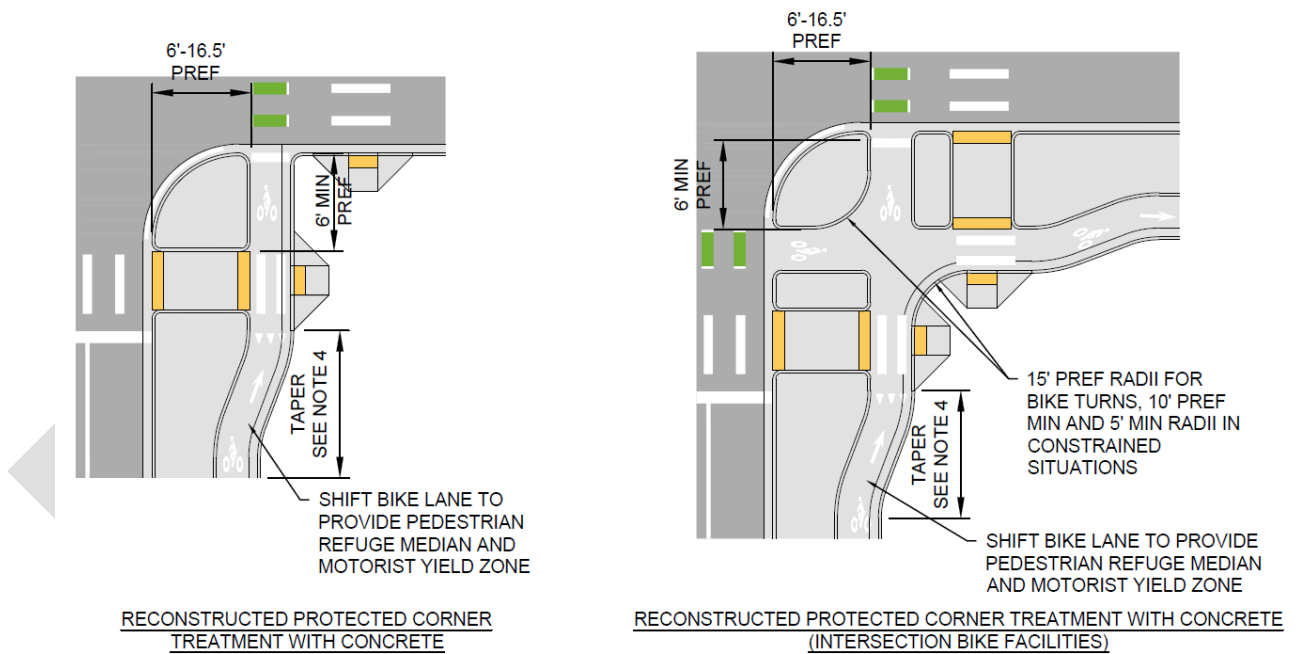 6'-16.5'
PREF
6' MIN
PREF
TAPER
SEE NOTE 4
SHIFT BIKE LANE TO
PROVIDE PEDESTRIAN
REFUGE MEDIAN AND
MOTORIST YIELD ZONE
RECONSTRUCTED PROTECTED CORNER
TREATMENT WITH CONCRETE
6'-16.5'
PREF
6' MIN
PREF
15' PREF RADII FOR
BIKE TURNS, 10' PREF
MIN AND 5' MIN RADII IN
CONSTRAINED
SITUATIONS
TAPER
SEE NOTE 4
SHIFT BIKE LANE TO PROVIDE
PEDESTRIAN REFUGE MEDIAN
AND MOTORIST YIELD ZONE
RECONSTRUCTED PROTECTED CORNER TREATMENT WITH CONCRETE
(INTERSECTION BIKE FACILITIES)